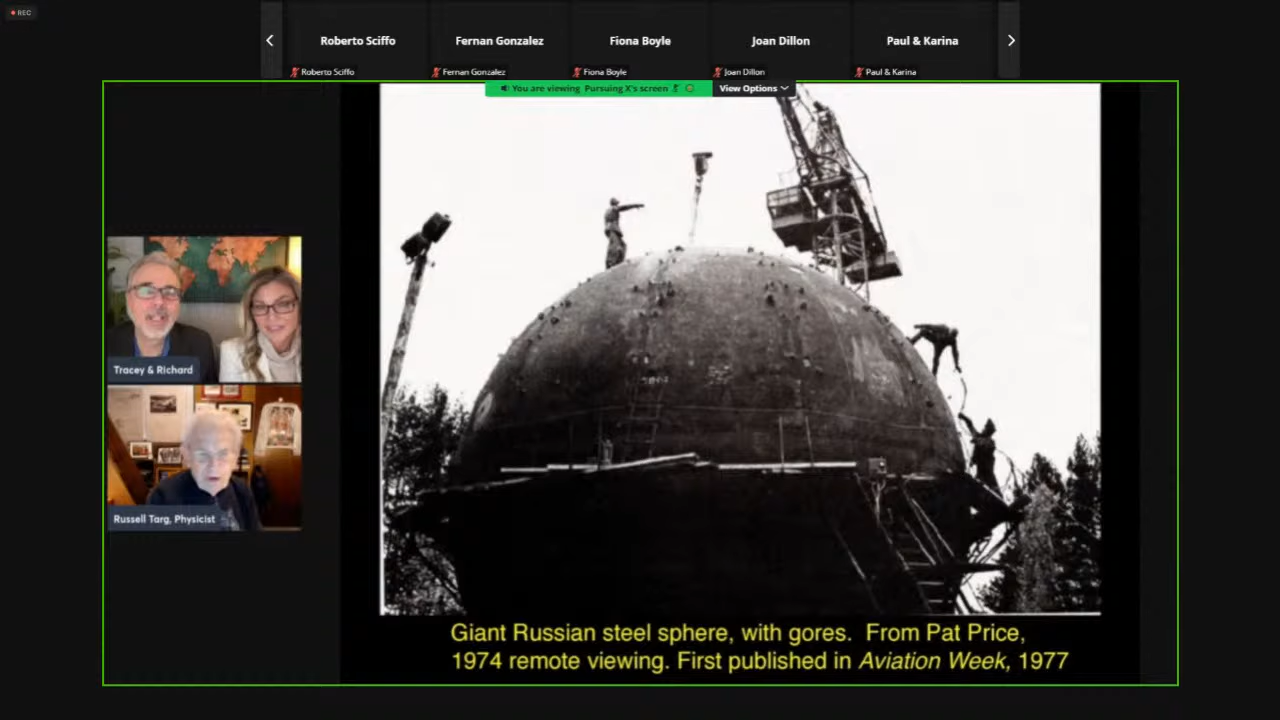 REC
Roberto Sciffo
Fernan Gonzalez
Fiona Boyle
Joan Dillon
Paul & Karina
Roberto Sciffo
Fernan Gonzalez
Fiona Boyle
Joan Dillon
Paul & Karina
You are viewing Pursuing X's screen
View Options
Tracey & Richard
Russell Targ, Physicist
Giant Russian steel sphere, with gores. From Pat Price,
1974 remote viewing. First published in Aviation Week, 1977